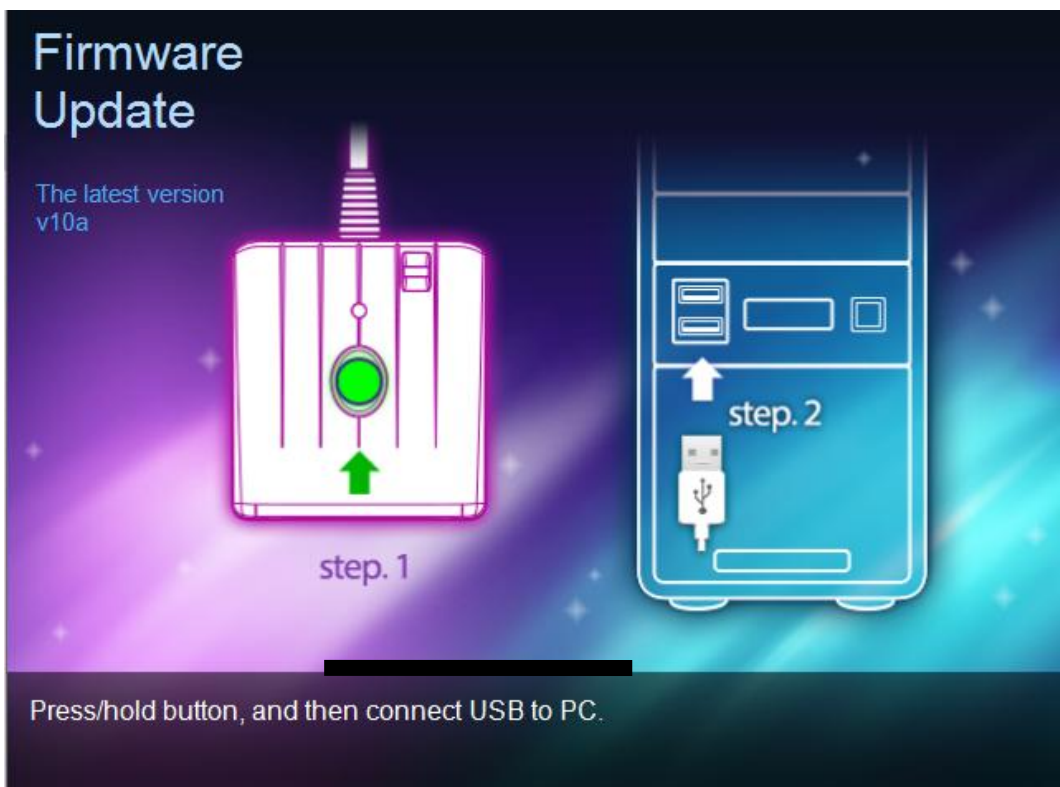 Firmware
Update
The latest version
v10a
step. 2
step. 1
Press/hold button, and then connect USB to PC.